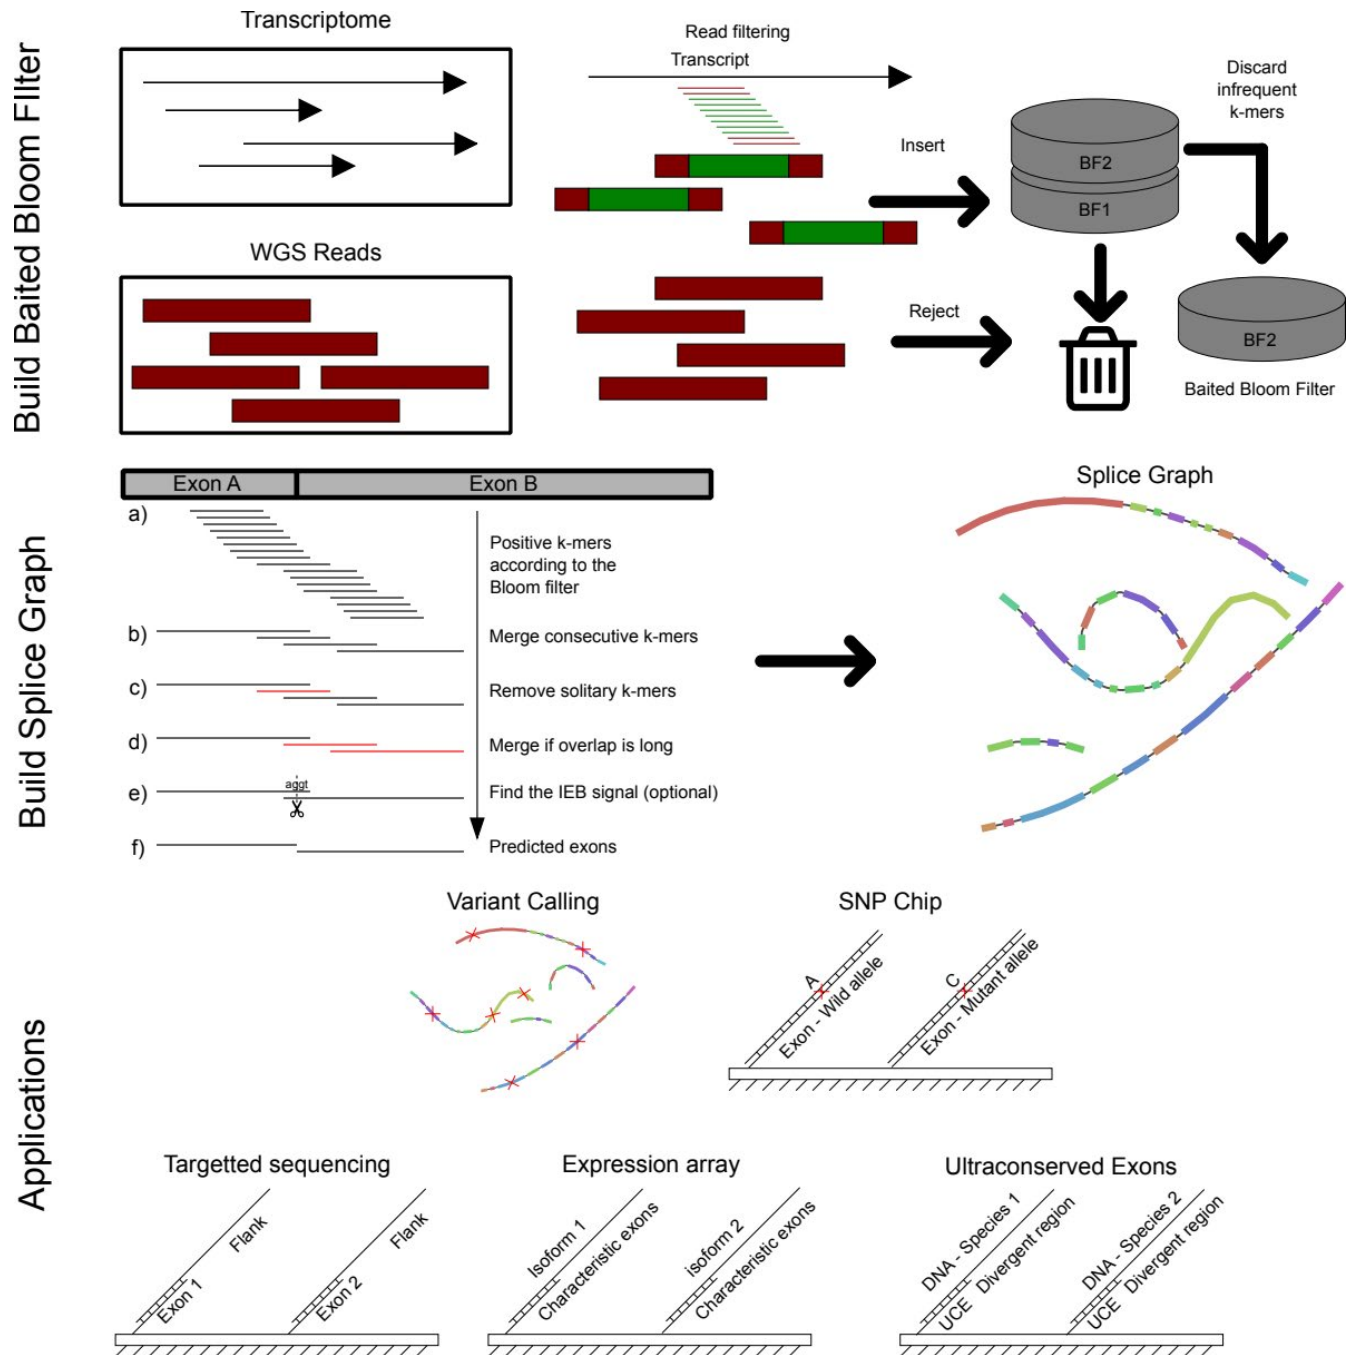 Build Baited Bloom FIlter
Transcriptome
WGS Reads
Read filtering
Transcript
Insert
Reject
BF2
BF1
Discard
infrequent
k-mers
BF2
Baited Bloom Filter
Build Splice Graph
Exon A
Exon B
a)
Positive k-mers
according to the
Bloom filter
b)
Merge consecutive k-mers
c)
Remove solitary k-mers
d)
Merge if overlap is long
e)
aggt
Find the IEB signal (optional)
f)
Predicted exons
Splice Graph
Applications
Variant Calling
SNP Chip
A
Exon - Wild allele
C
Exon - Mutant allele
Targetted sequencing
Exon 1
Flank
Exon 2
Flank
Expression array
Isoform 1
Characteristic exons
isoform 2
Characteristic exons
Ultraconserved Exons
DNA - Species 1
UCE Divergent region
DNA - Species 2
UCE Divergent region